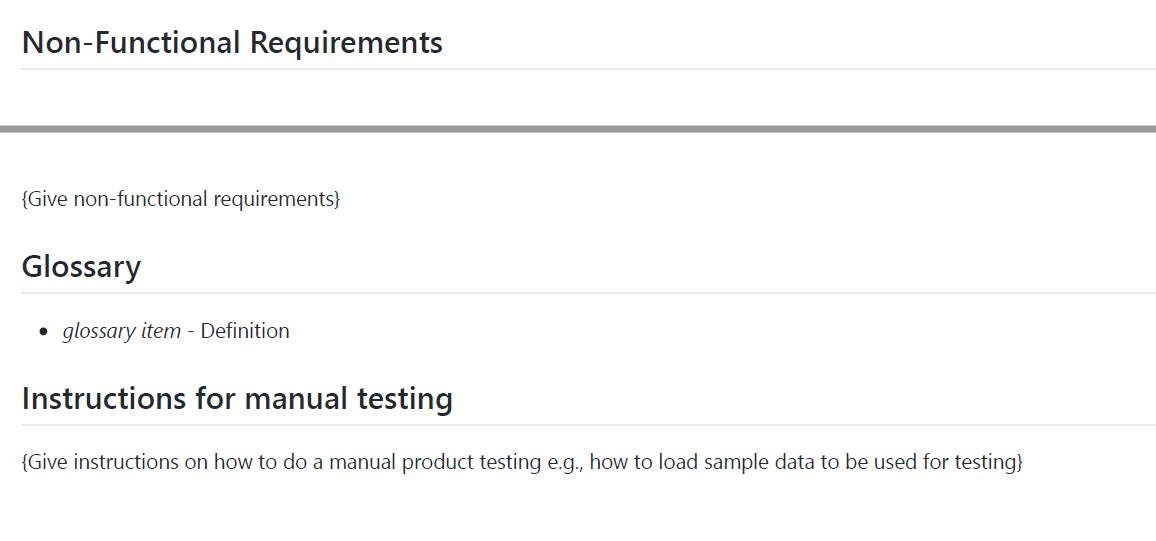 Non-Functional Requirements
{Give non-functional requirements}
Glossary
• glossary item - Definition
Instructions for manual testing
{Give instructions on how to do a manual product testing e.g., how to load sample data to be used for testing}